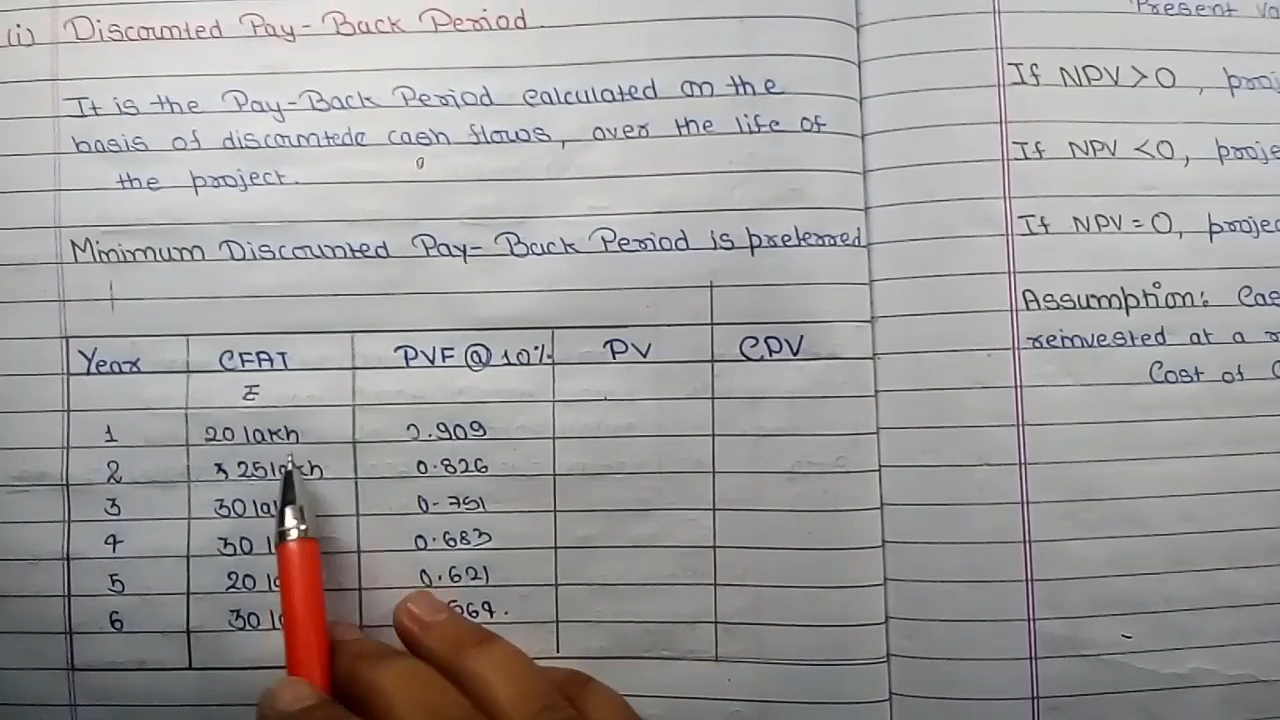 (i) Discounted Pay-Back Period
It is the Pay-Back Period calculated on the
basis of discountede cash flows, over the life of
the project.
Minimum Discounted Pay-Back Period is preferred
Year CFAT PVF @ 10% PV CPV
1 20 lakh 0.909
2 25 lakh 0.826
3 30 0.751
4 30 0.683
5 20 0.621
6 30 564.
Present
If NPV>0,
If NPV <0,
If NPV=0,
Assumption:
reinvested at a
Cost of